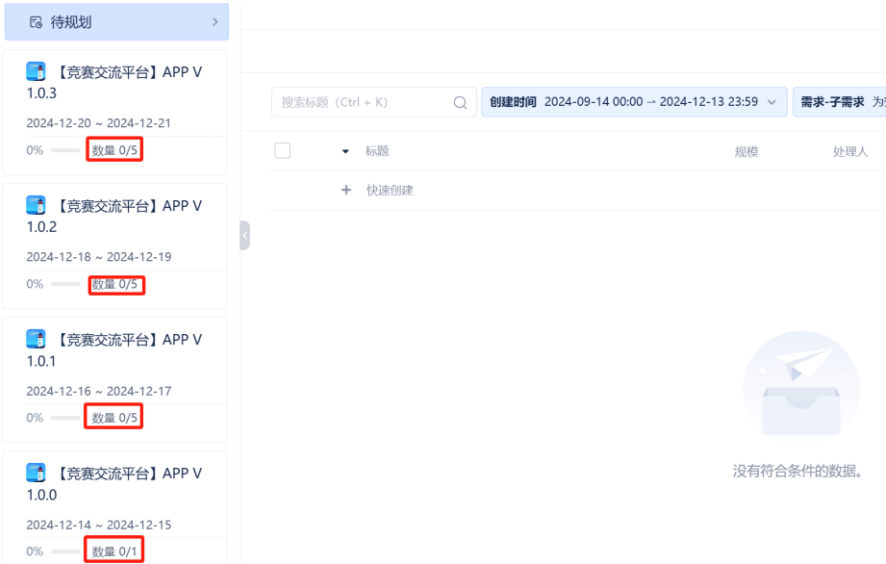 待规划
【竞赛交流平台】APP V
1.0.3
2024-12-20 ~ 2024-12-21
0% 数量 0/5
【竞赛交流平台】APP V
1.0.2
2024-12-18 ~ 2024-12-19
0% 数量 0/5
【竞赛交流平台】APP V
1.0.1
2024-12-16 ~ 2024-12-17
0% 数量 0/5
【竞赛交流平台】APP V
1.0.0
2024-12-14 ~ 2024-12-15
0% 数量 0/1
搜索标题（Ctrl + K） 创建时间 2024-09-14 00:00 → 2024-12-13 23:59 需求-子需求 为
标题 规模 处理人
快速创建
没有符合条件的数据。